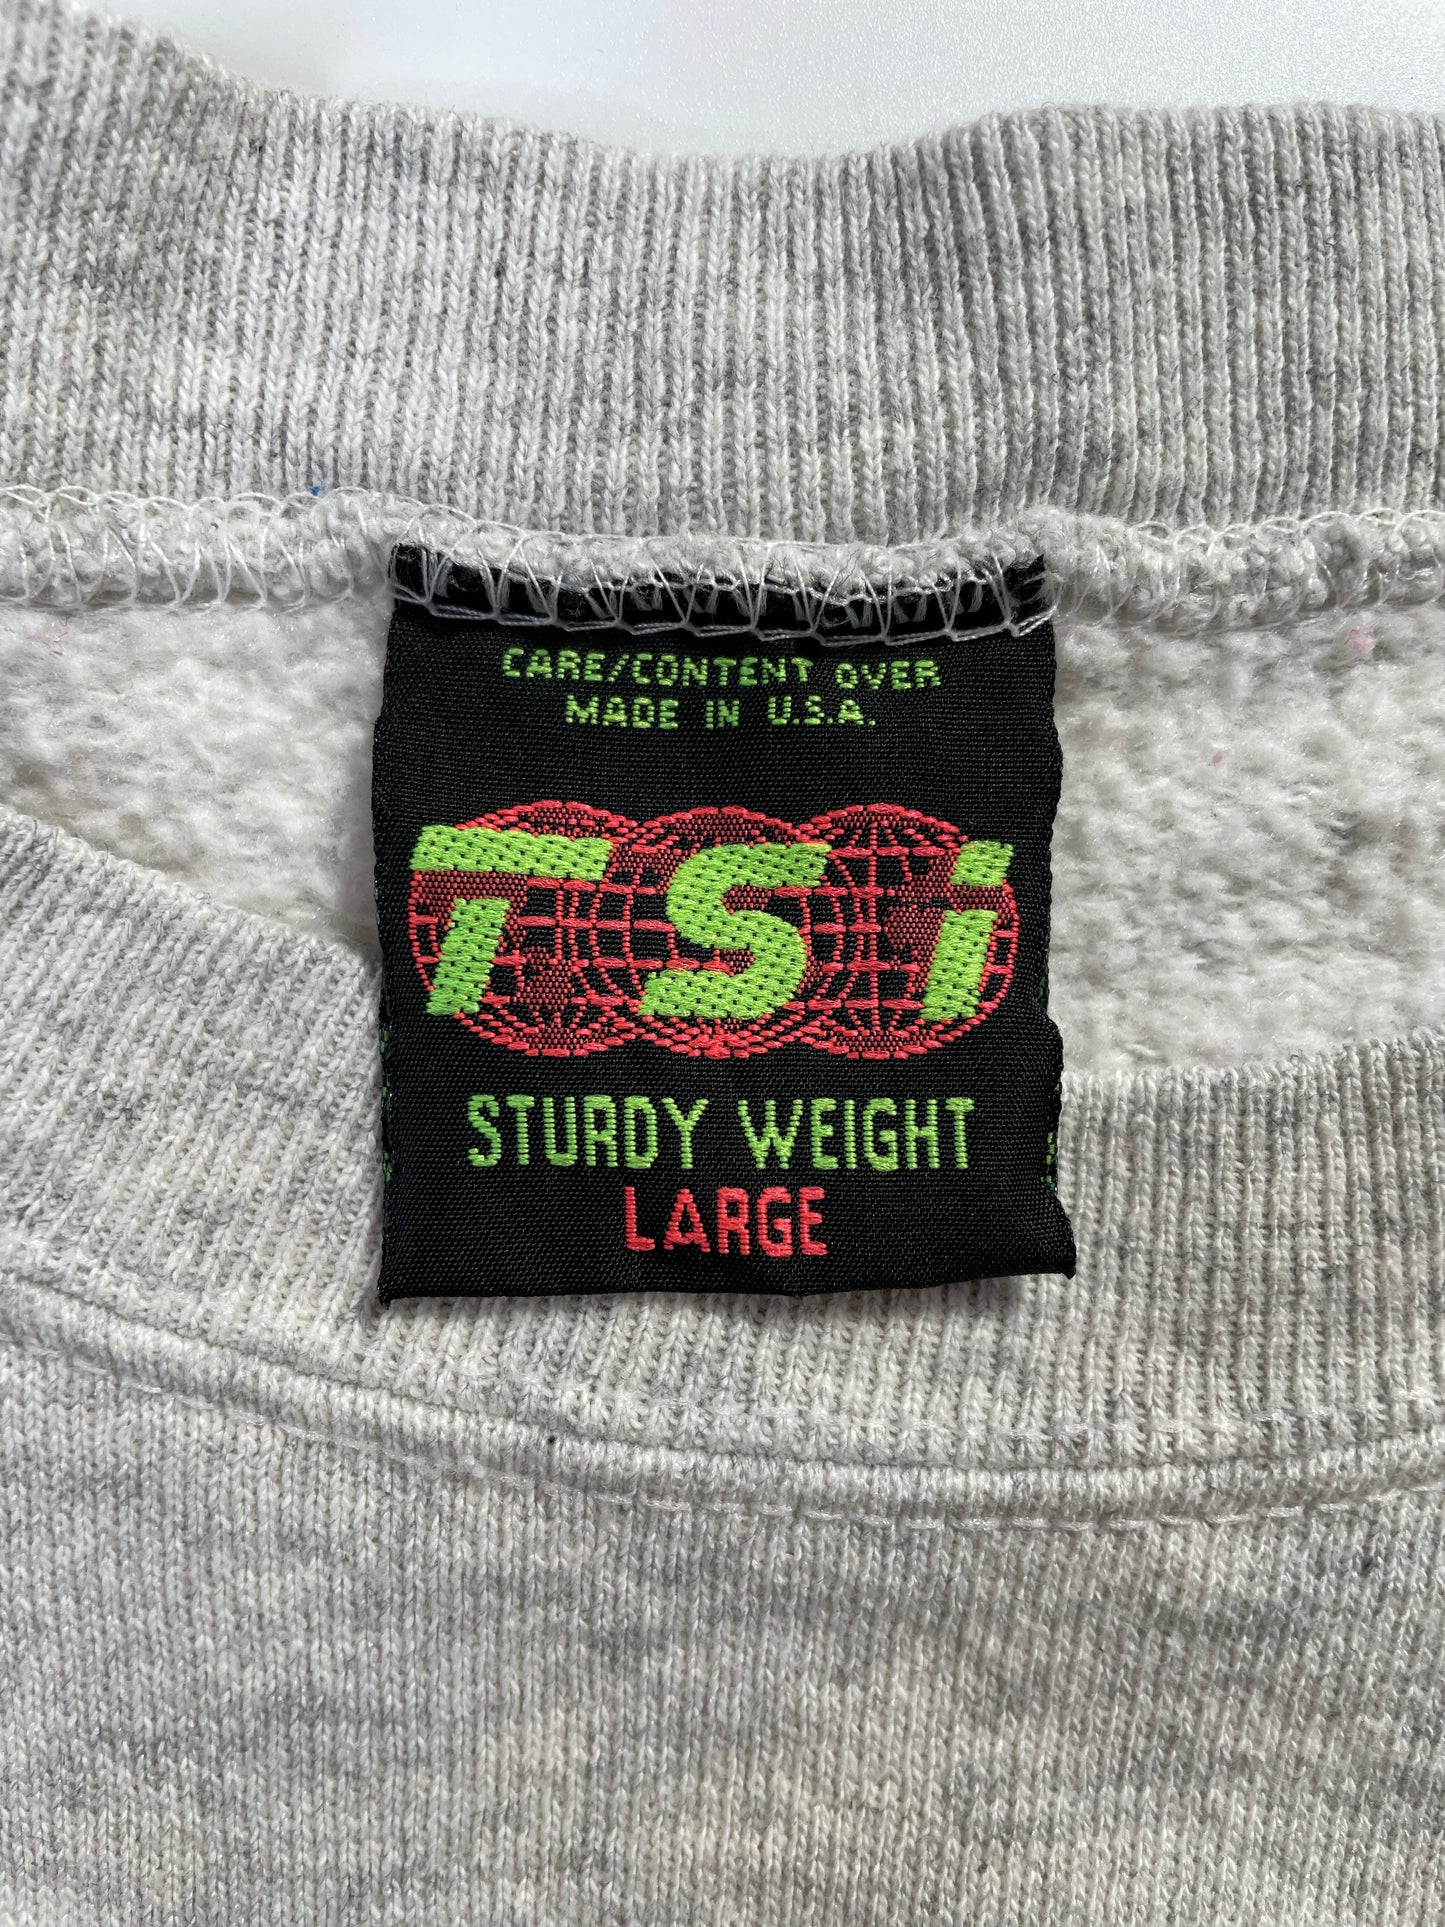 CARE/CONTENT OVER
MADE IN U.S.A.
TSi
STURDY WEIGHT
LARGE